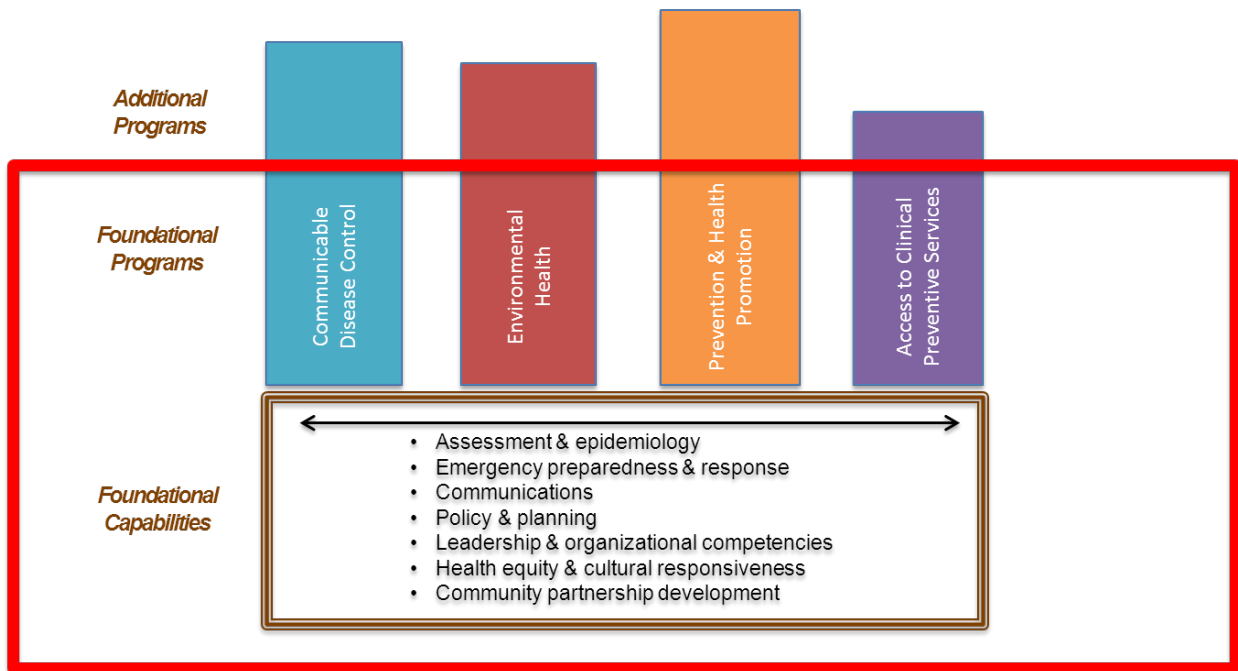 Additional
Programs
Foundational
Programs
Communicable
Disease Control
Environmental
Health
Prevention & Health
Promotion
Access to Clinical
Preventive Services
Foundational
Capabilities
• Assessment & epidemiology
• Emergency preparedness & response
• Communications
• Policy & planning
• Leadership & organizational competencies
• Health equity & cultural responsiveness
• Community partnership development